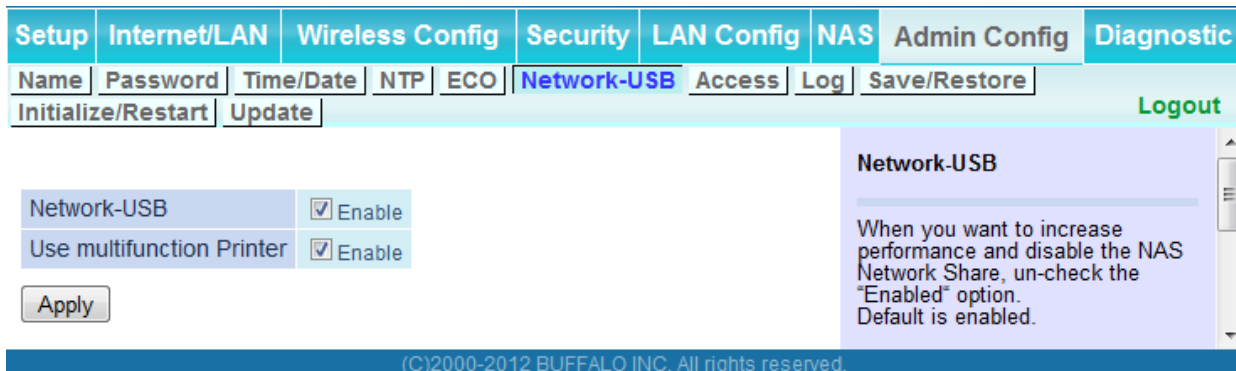 Setup Internet/LAN Wireless Config Security LAN Config NAS Admin Config Diagnostic
Name Password Time/Date NTP ECO Network-USB Access Log Save/Restore
Initialize/Restart Update Logout
Network-USB Enable
Use multifunction Printer Enable
Apply
Network-USB
When you want to increase
performance and disable the NAS
Network Share, un-check the
“Enabled“ option.
Default is enabled.
(C)2000-2012 BUFFALO INC. All rights reserved.